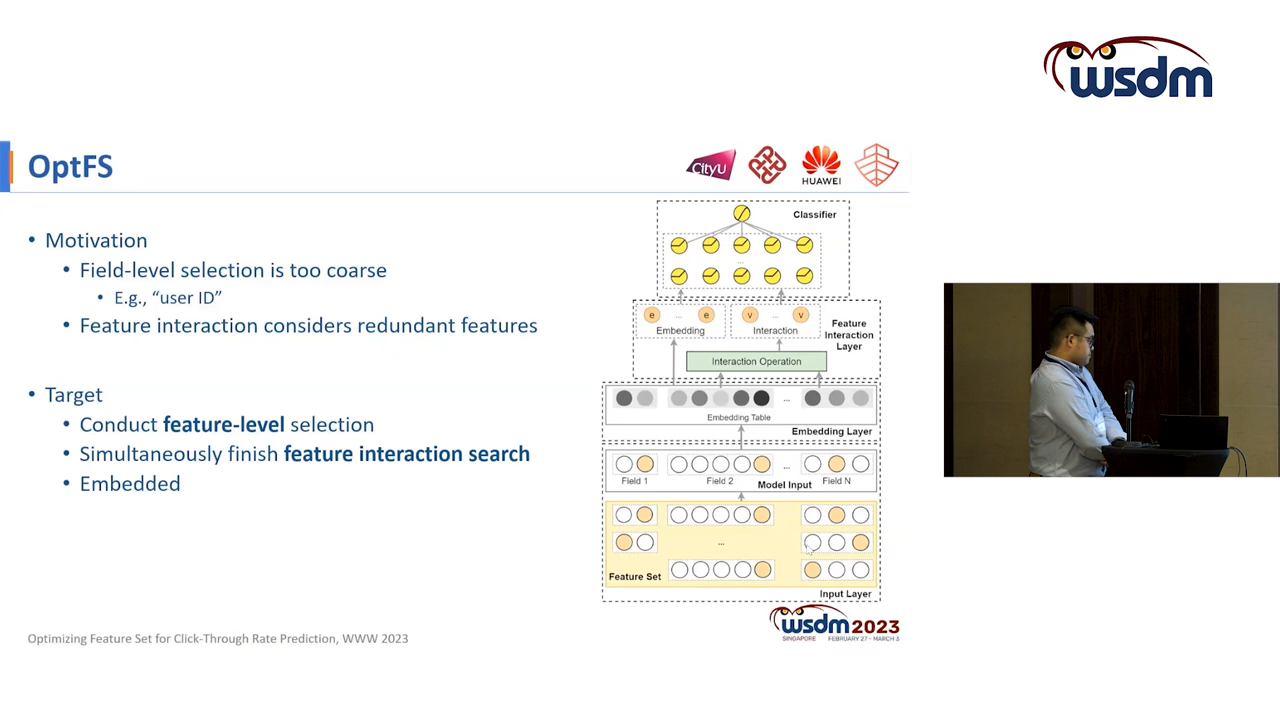 wsdm
OptFS
CityU
HUAWEI
• Motivation
• Field-level selection is too coarse
• E.g., “user ID”
• Feature interaction considers redundant features
• Target
• Conduct feature-level selection
• Simultaneously finish feature interaction search
• Embedded
Classifier
e ... e v ... v
Embedding Interaction
Feature
Interaction
Layer
Interaction Operation
...
Embedding Table
Embedding Layer
...
Field 1 Field 2 Field N
Model Input
...
Feature Set
Input Layer
wsdm 2023
SINGAPORE FEBRUARY 27 - MARCH 3
Optimizing Feature Set for Click-Through Rate Prediction, WWW 2023